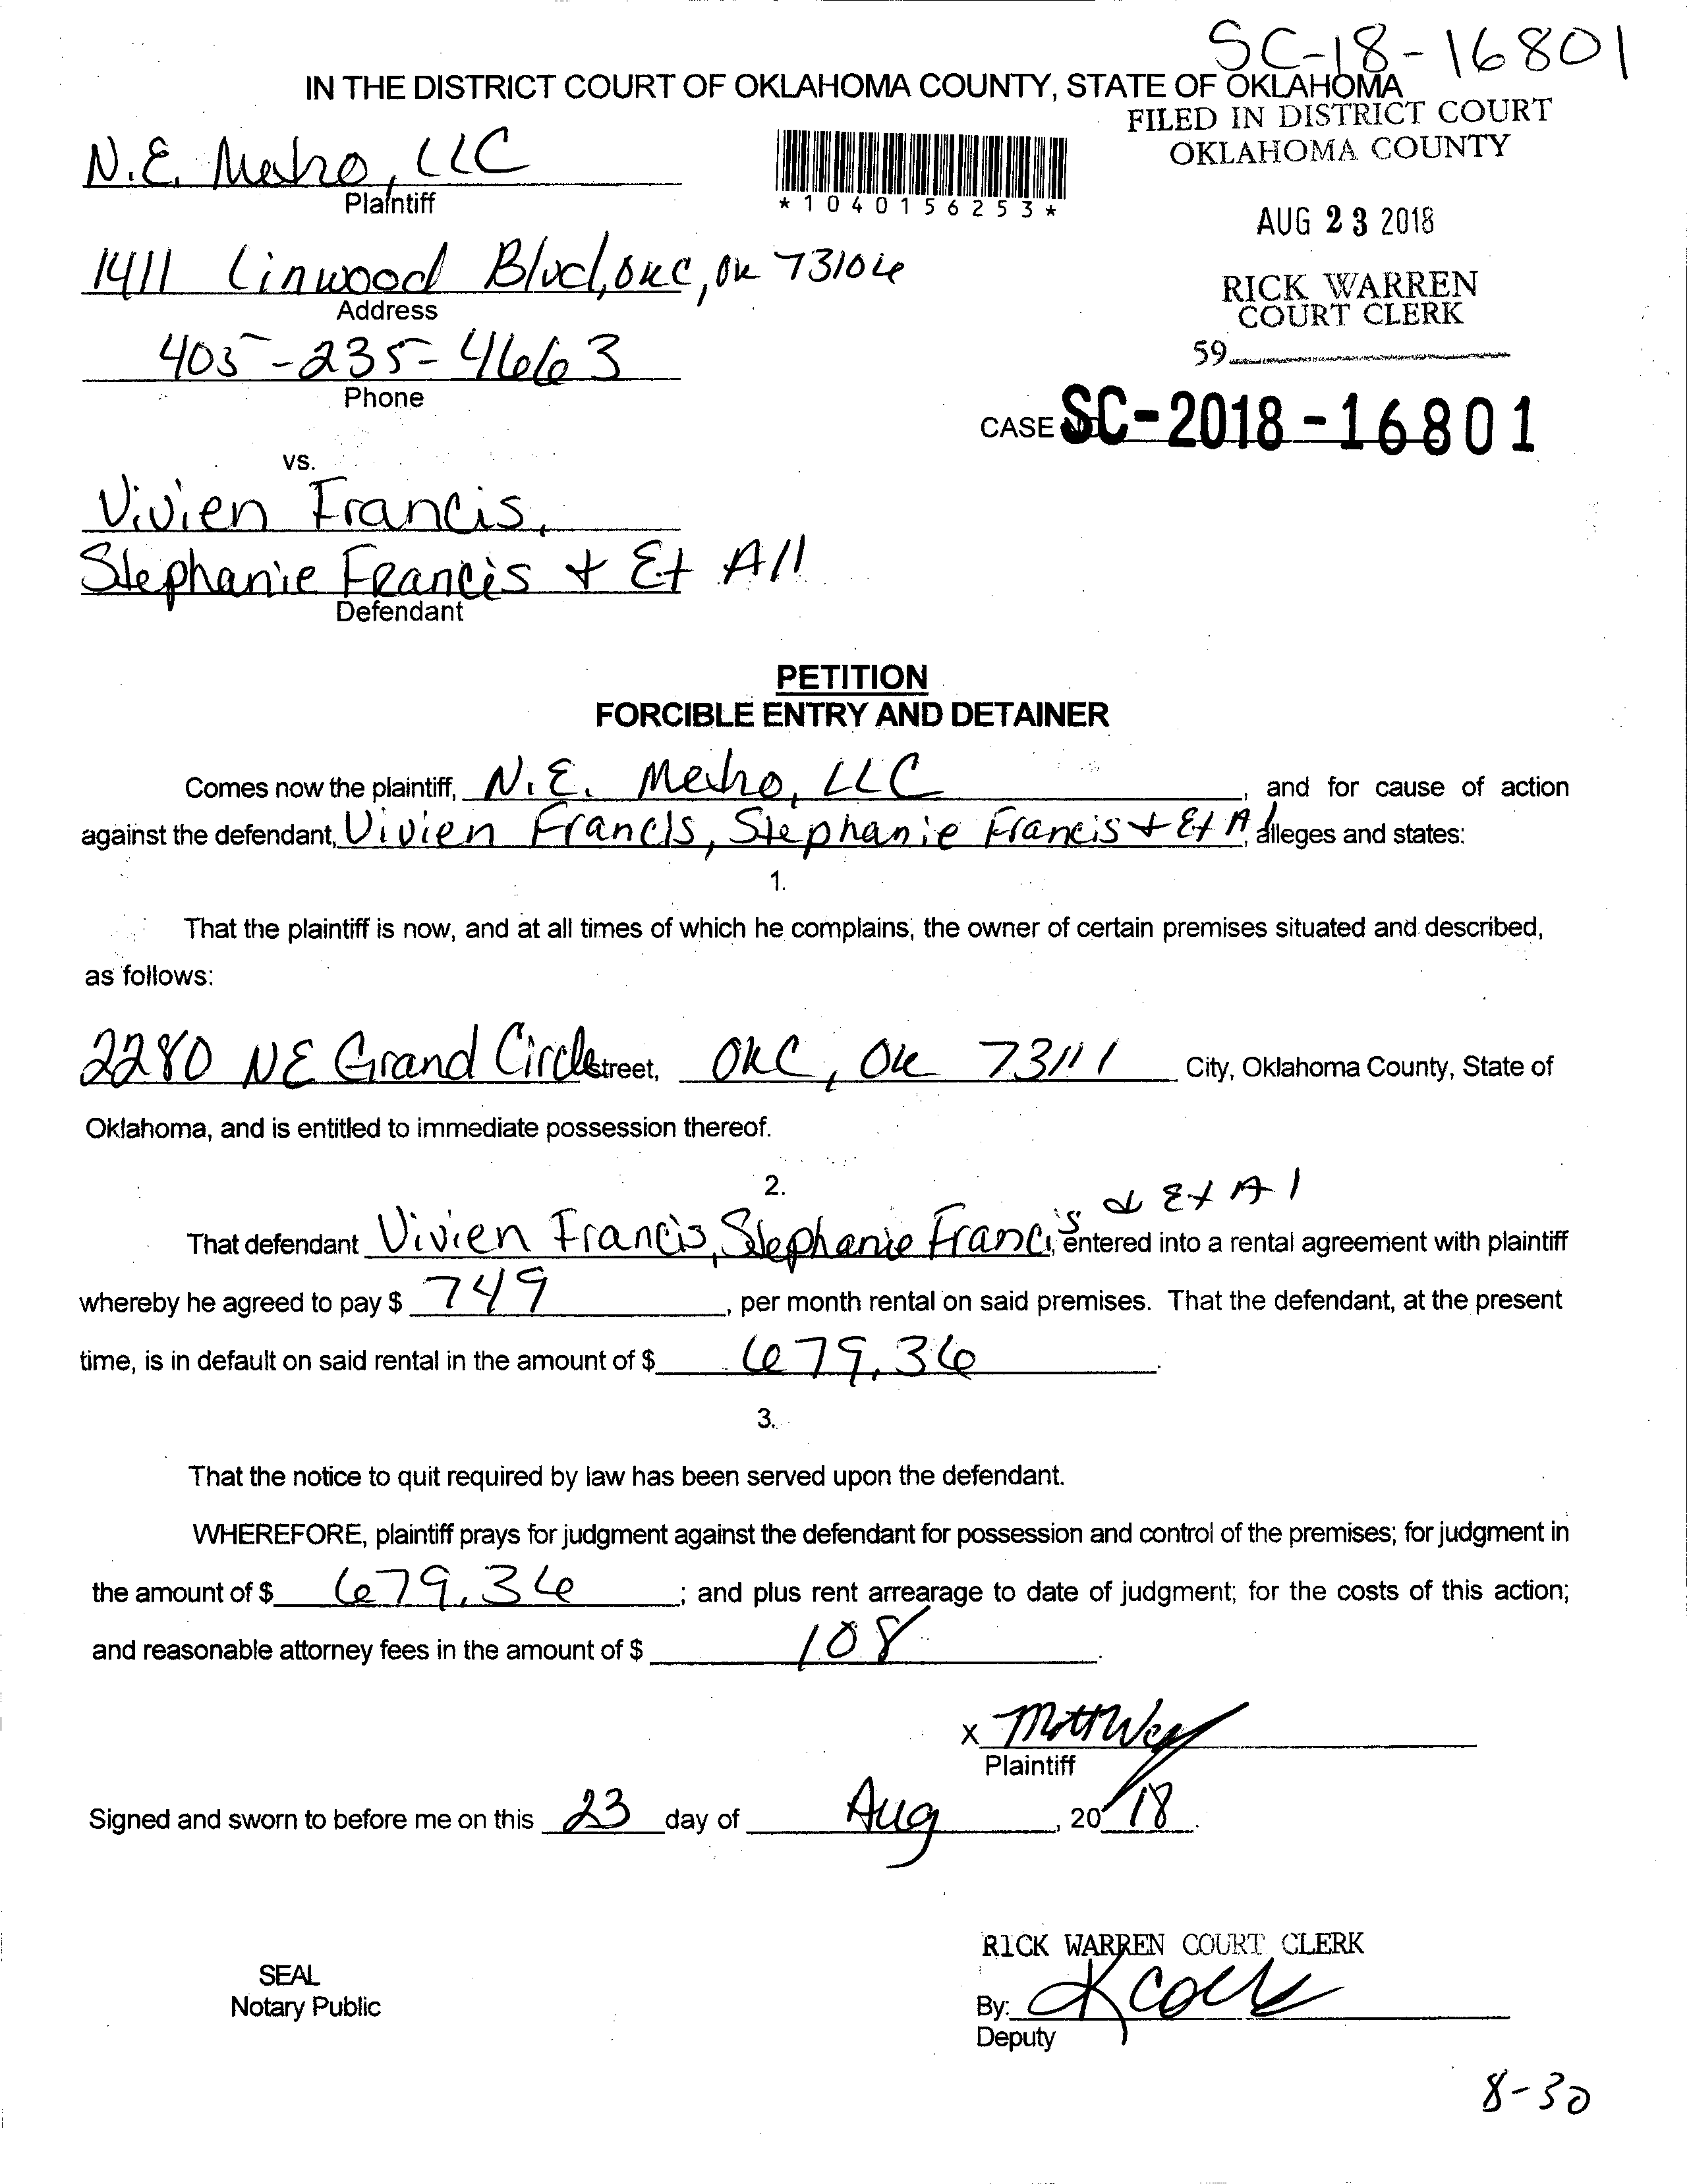 SC-18-16801
IN THE DISTRICT COURT OF OKLAHOMA COUNTY, STATE OF OKLAHOMA
FILED IN DISTRICT COURT
OKLAHOMA COUNTY
N.E. Metro, LLC
Plaintiff
*1040156253*
AUG 23 2018
1411 Linwood Blvd, OKC, OK 73106
Address
RICK WARREN
COURT CLERK
405-235-4663
Phone
59
CASE NO SC-2018-16801
vs.
Vivien Francis,
Stephanie Francis + Et All
Defendant
PETITION
FORCIBLE ENTRY AND DETAINER
Comes now the plaintiff, N.E. Metro, LLC, and for cause of action
against the defendant, Vivien Francis, Stephanie Francis + Et Al, alleges and states:
1.
That the plaintiff is now, and at all times of which he complains, the owner of certain premises situated and described,
as follows:
2280 NE Grand Circle street, OKC, OK 73111 City, Oklahoma County, State of
Oklahoma, and is entitled to immediate possession thereof.
2.
& Et Al
That defendant Vivien Francis, Stephanie Francis, entered into a rental agreement with plaintiff
whereby he agreed to pay $ 749, per month rental on said premises. That the defendant, at the present
time, is in default on said rental in the amount of $ 679.36.
3.
That the notice to quit required by law has been served upon the defendant.
WHEREFORE, plaintiff prays for judgment against the defendant for possession and control of the premises; for judgment in
the amount of $ 679.36; and plus rent arrearage to date of judgment; for the costs of this action;
and reasonable attorney fees in the amount of $ 108.
X
Plaintiff
Signed and sworn to before me on this 23 day of Aug, 2018.
RICK WARREN COURT CLERK
SEAL
Notary Public
By:
Deputy
8-30